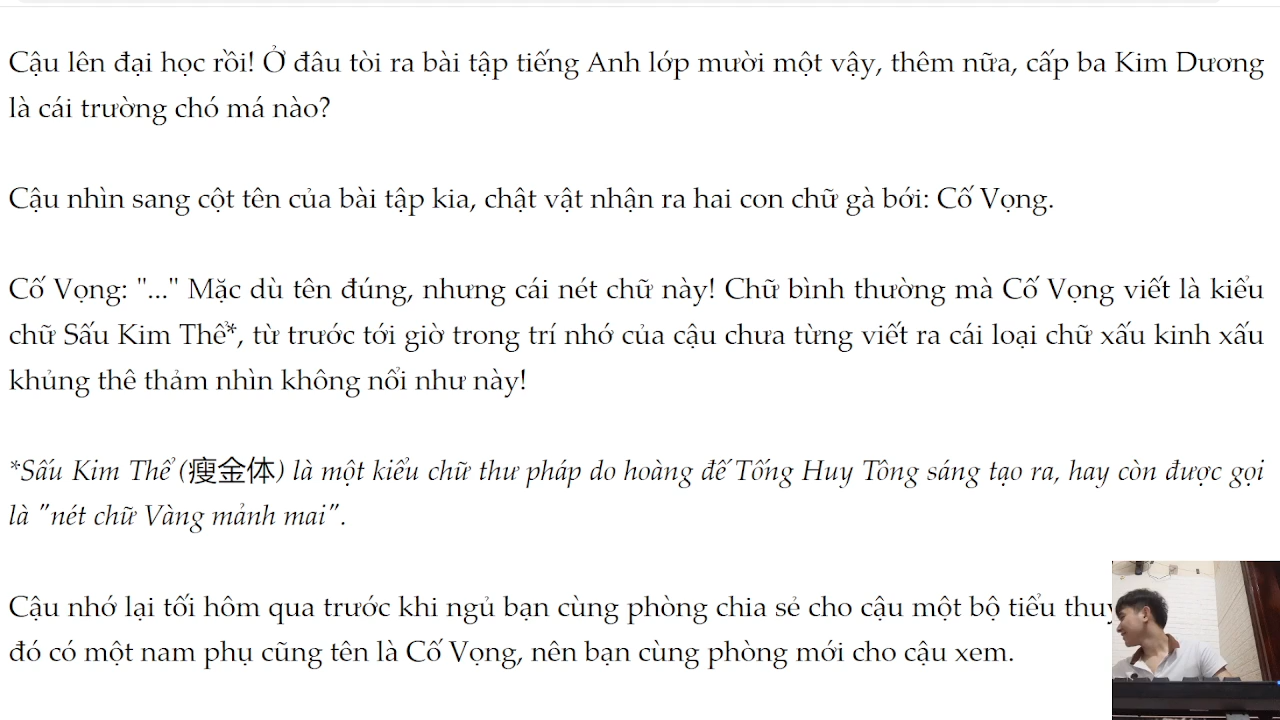 Cậu lên đại học rồi! Ở đâu tòi ra bài tập tiếng Anh lớp mười một vậy, thêm nữa, cấp ba Kim Dương
là cái trường chó má nào?
Cậu nhìn sang cột tên của bài tập kia, chật vật nhận ra hai con chữ gà bới: Cố Vọng.
Cố Vọng: "..." Mặc dù tên đúng, nhưng cái nét chữ này! Chữ bình thường mà Cố Vọng viết là kiểu
chữ Sấu Kim Thể*, từ trước tới giờ trong trí nhớ của cậu chưa từng viết ra cái loại chữ xấu kinh xấu
khủng thê thảm nhìn không nổi như này!
*Sấu Kim Thể (瘦金体) là một kiểu chữ thư pháp do hoàng đế Tống Huy Tông sáng tạo ra, hay còn được gọi
là "nét chữ Vàng mảnh mai".
Cậu nhớ lại tối hôm qua trước khi ngủ bạn cùng phòng chia sẻ cho cậu một bộ tiểu
đó có một nam phụ cũng tên là Cố Vọng, nên bạn cùng phòng mới cho cậu xem.